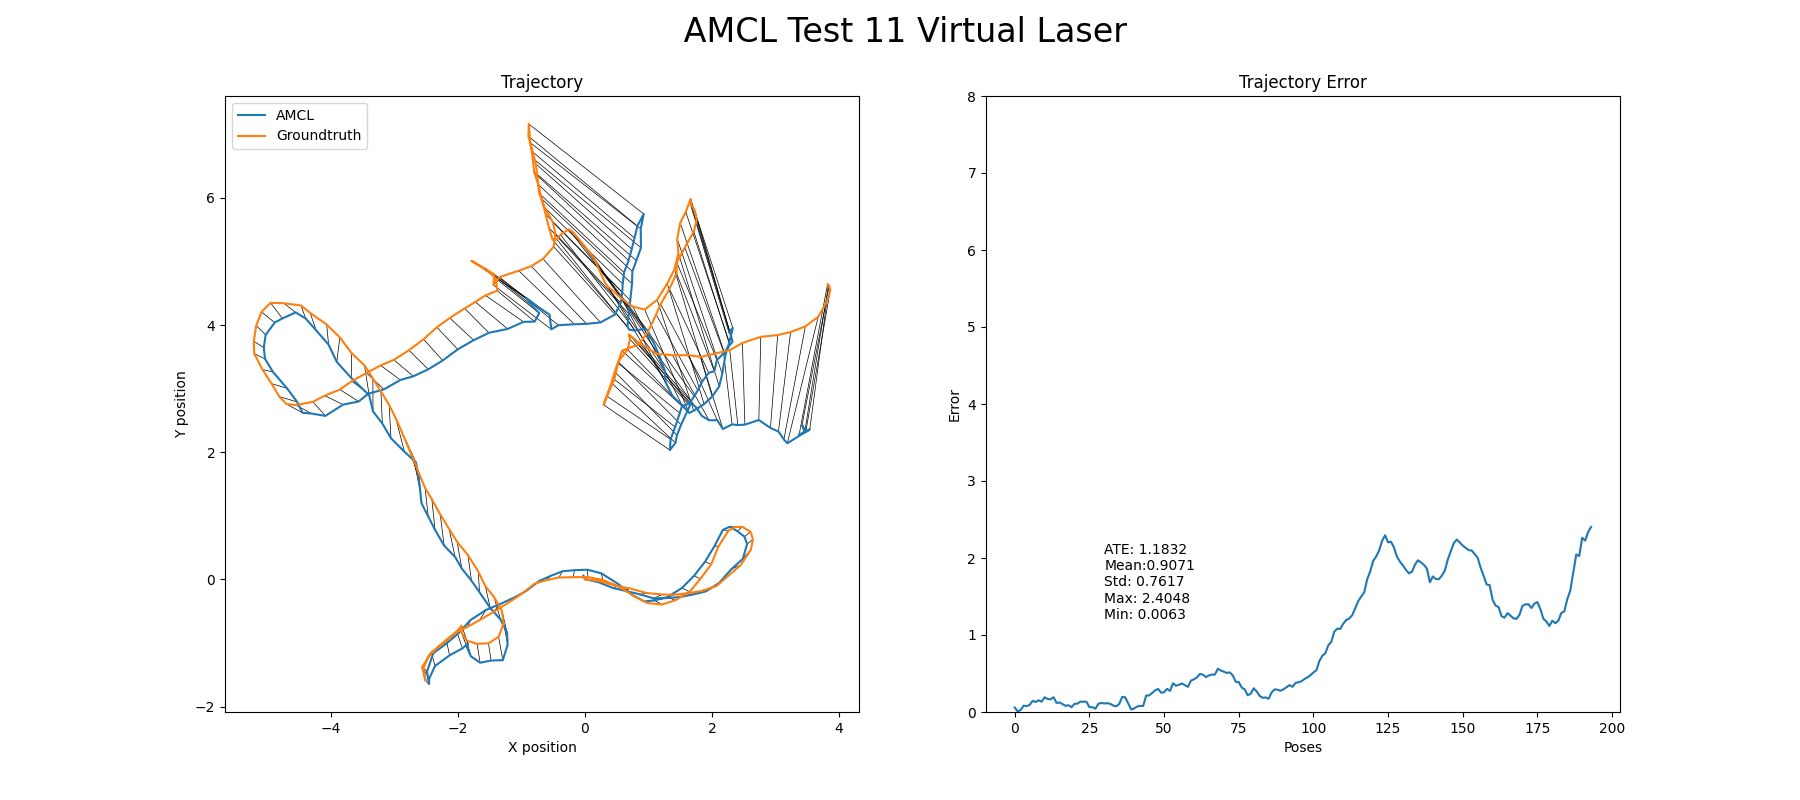 AMCL Test 11 Virtual Laser
Trajectory
AMCL
Groundtruth
6
4
2
0
−2
Y position
−4
−2
0
2
4
X position
Trajectory Error
8
7
6
5
4
3
2
1
0
Error
ATE: 1.1832
Mean:0.9071
Std: 0.7617
Max: 2.4048
Min: 0.0063
0
25
50
75
100
125
150
175
200
Poses